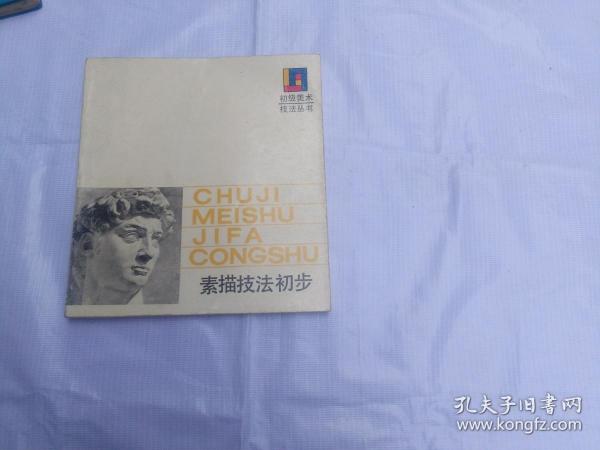 初级美术
技法丛书
CHUJI
MEISHU
JIFA
CONGSHU
素描技法初步
孔夫子旧书网
www.kongfz.com